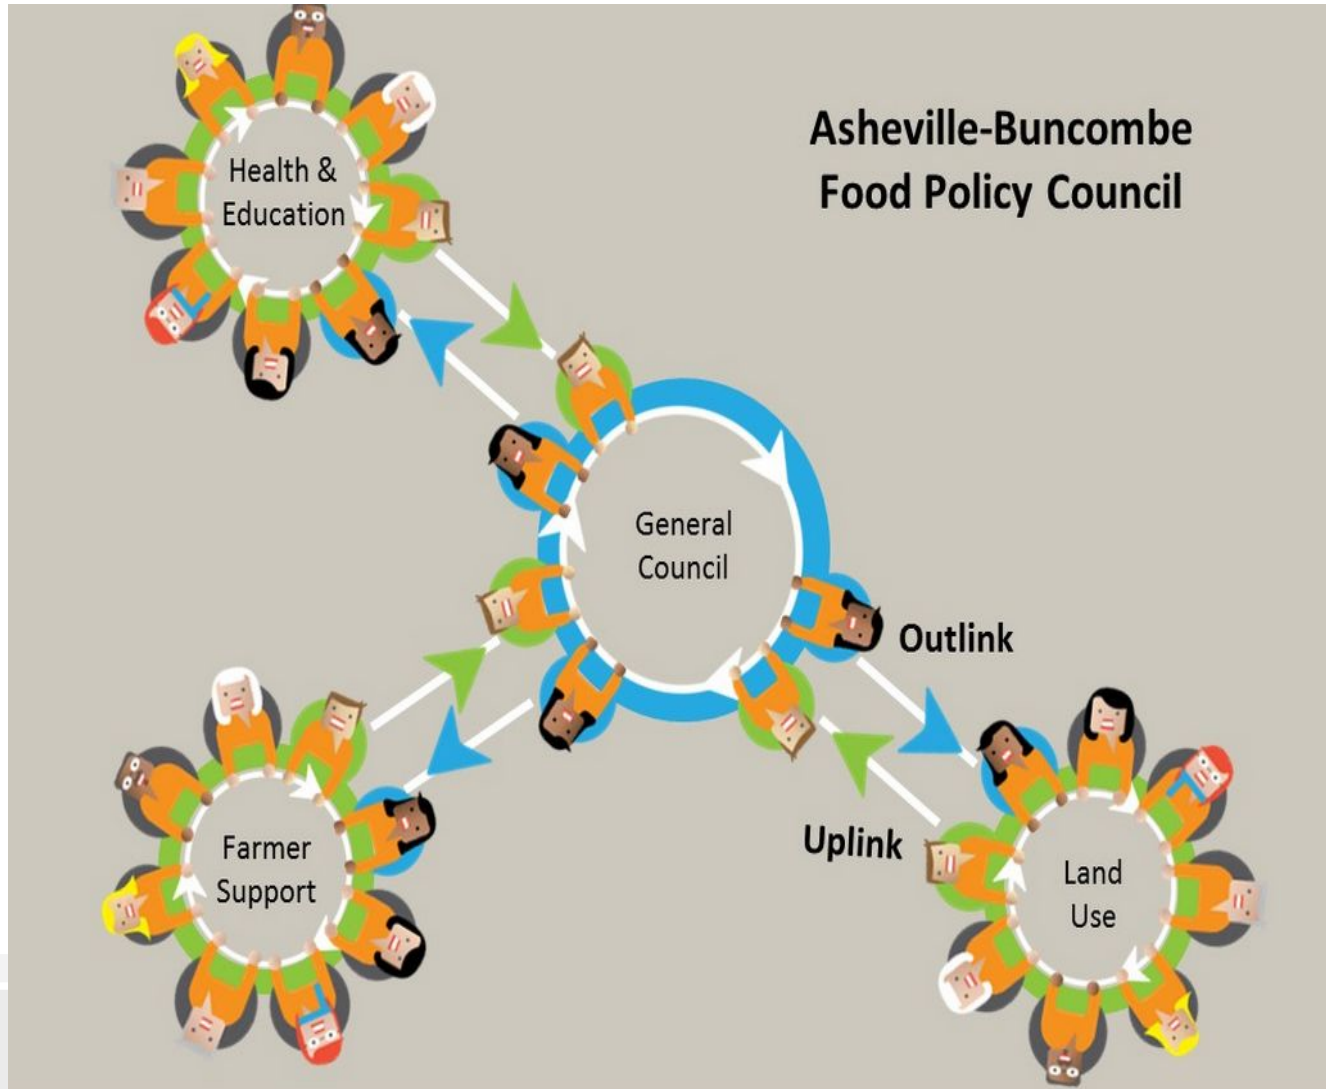 Asheville-Buncombe
Food Policy Council
Health &
Education
General
Council
Outlink
Uplink
Farmer
Support
Land
Use